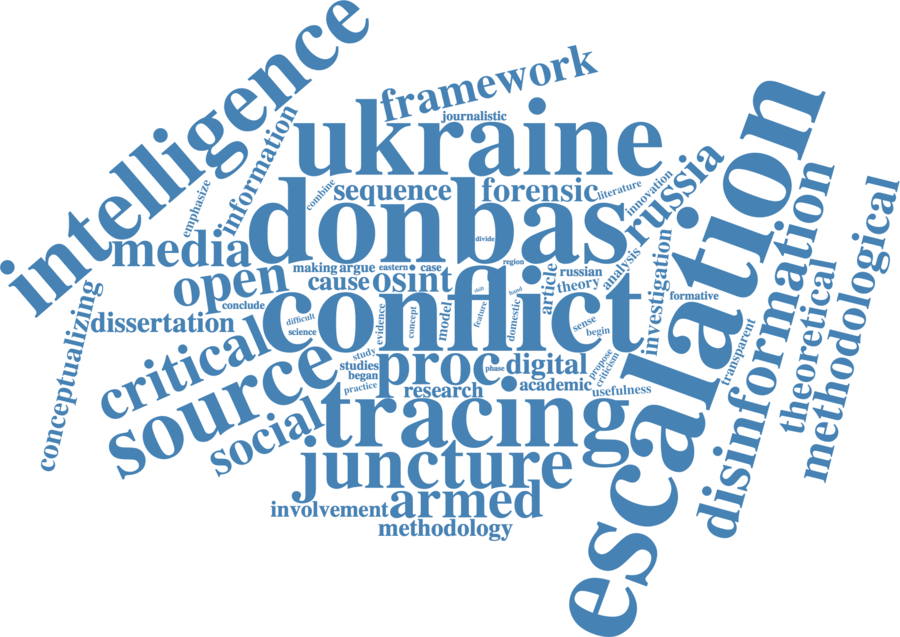 intelligence
framework
journalistic
ukraine
information
emphasize
combine
sequence
forensic
literature
innovation
russia
escalation
donbas
media
divide
region
open
making
argue
eastern
case
cause
osint
article
russian
theory
analysis
investigation
formative
conclude
conflict
dissertation
difficult
science
evidence
concept
model
feature
shift
hand
domestic
sense
begin
conceptualizing
critical
source
study
studies
began
practice
proc
phase
digital
propose
criticism
academic
usefulness
research
transparent
disinformation
theoretical
methodological
social
tracing
juncture
involvement
armed
methodology